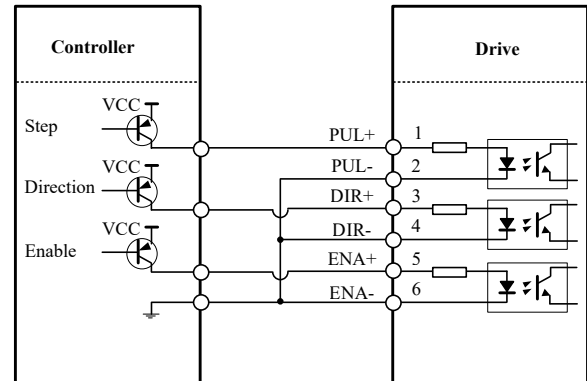 Controller
Drive
VCC
Step
PUL+ 1
VCC
PUL- 2
Direction
DIR+ 3
VCC
DIR- 4
Enable
ENA+ 5
ENA- 6